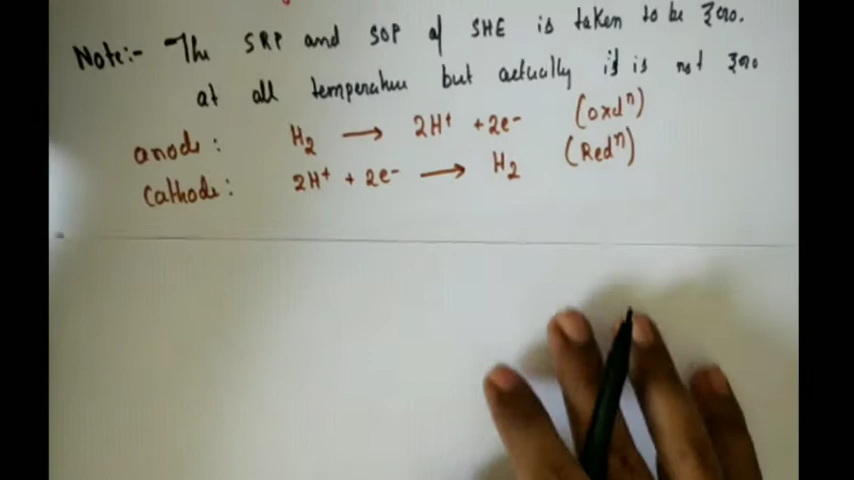 Note:- The SRP and SOP of SHE is taken to be zero.
at all temperature but actually it is not zero
anode: H₂ → 2H⁺ + 2e⁻ (oxdⁿ)
Cathode: 2H⁺ + 2e⁻ → H₂ (Redⁿ)